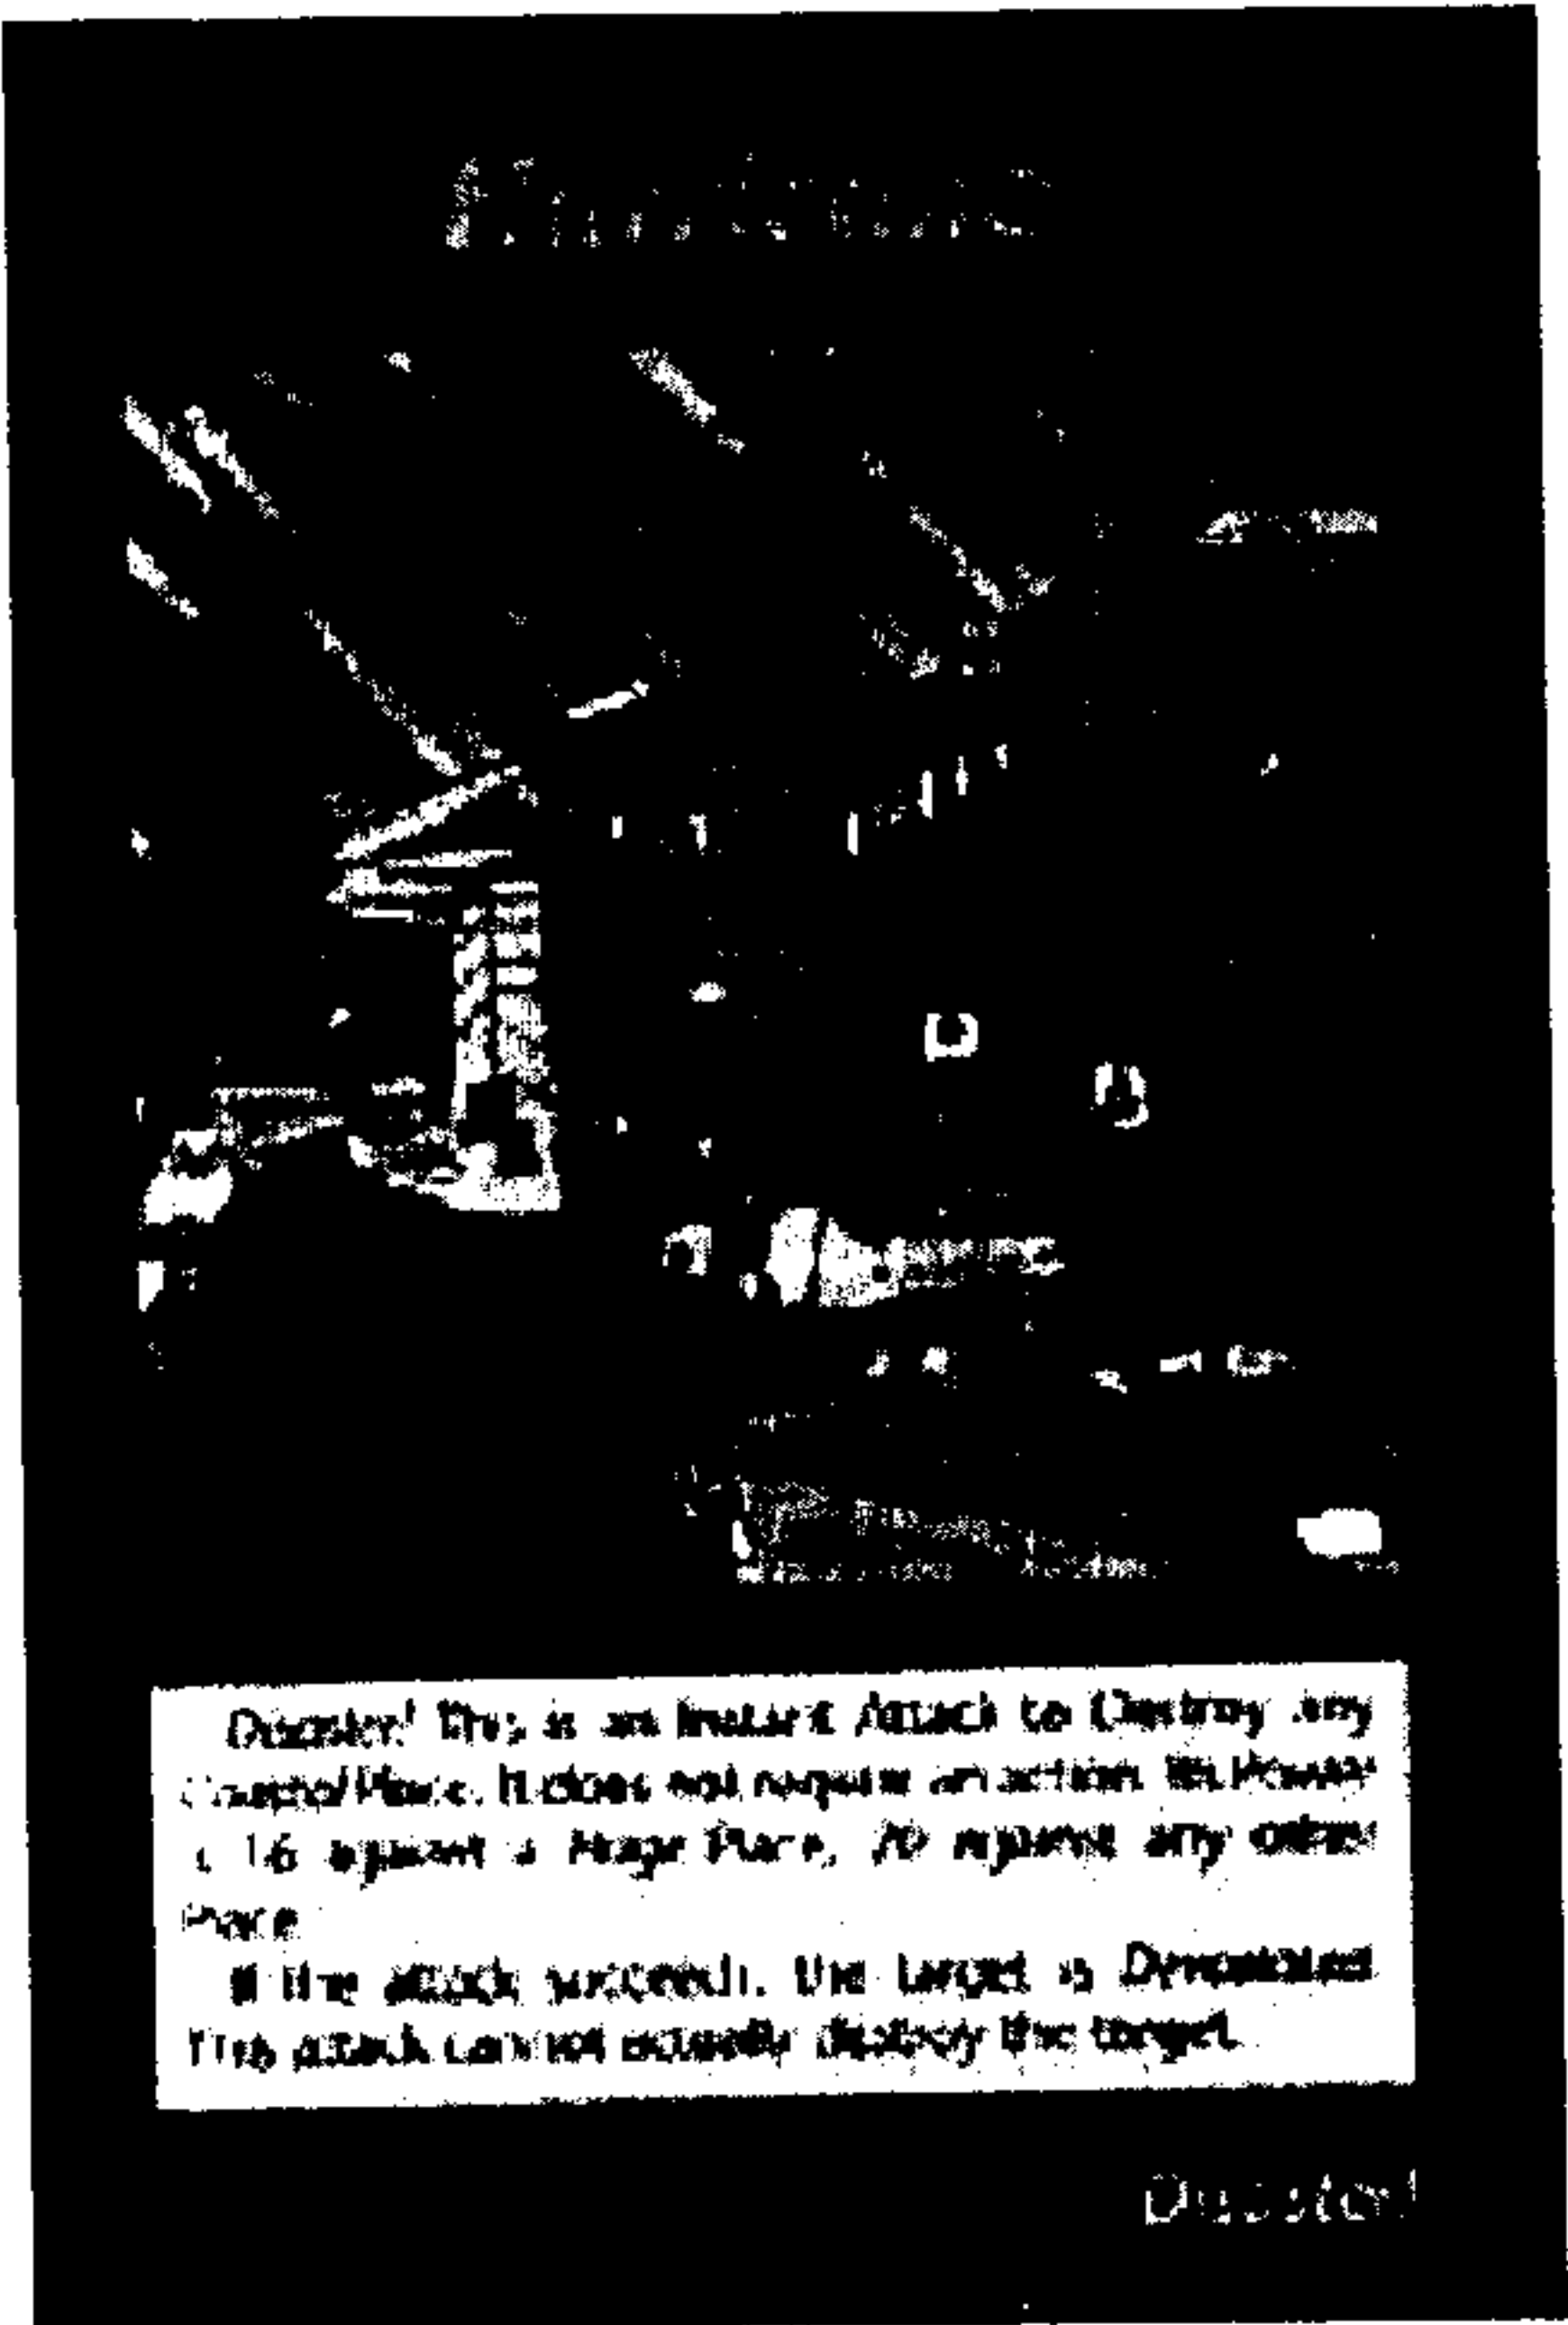 Earthquake
Disaster! This is an Instant Attack to Destroy any
Place. It does not require an action. Its Power
16 against a Huge Place, 20 against any other
Place
If the attack succeeds, the target is Devastated
This attack cannot actually destroy the target.
Disaster!